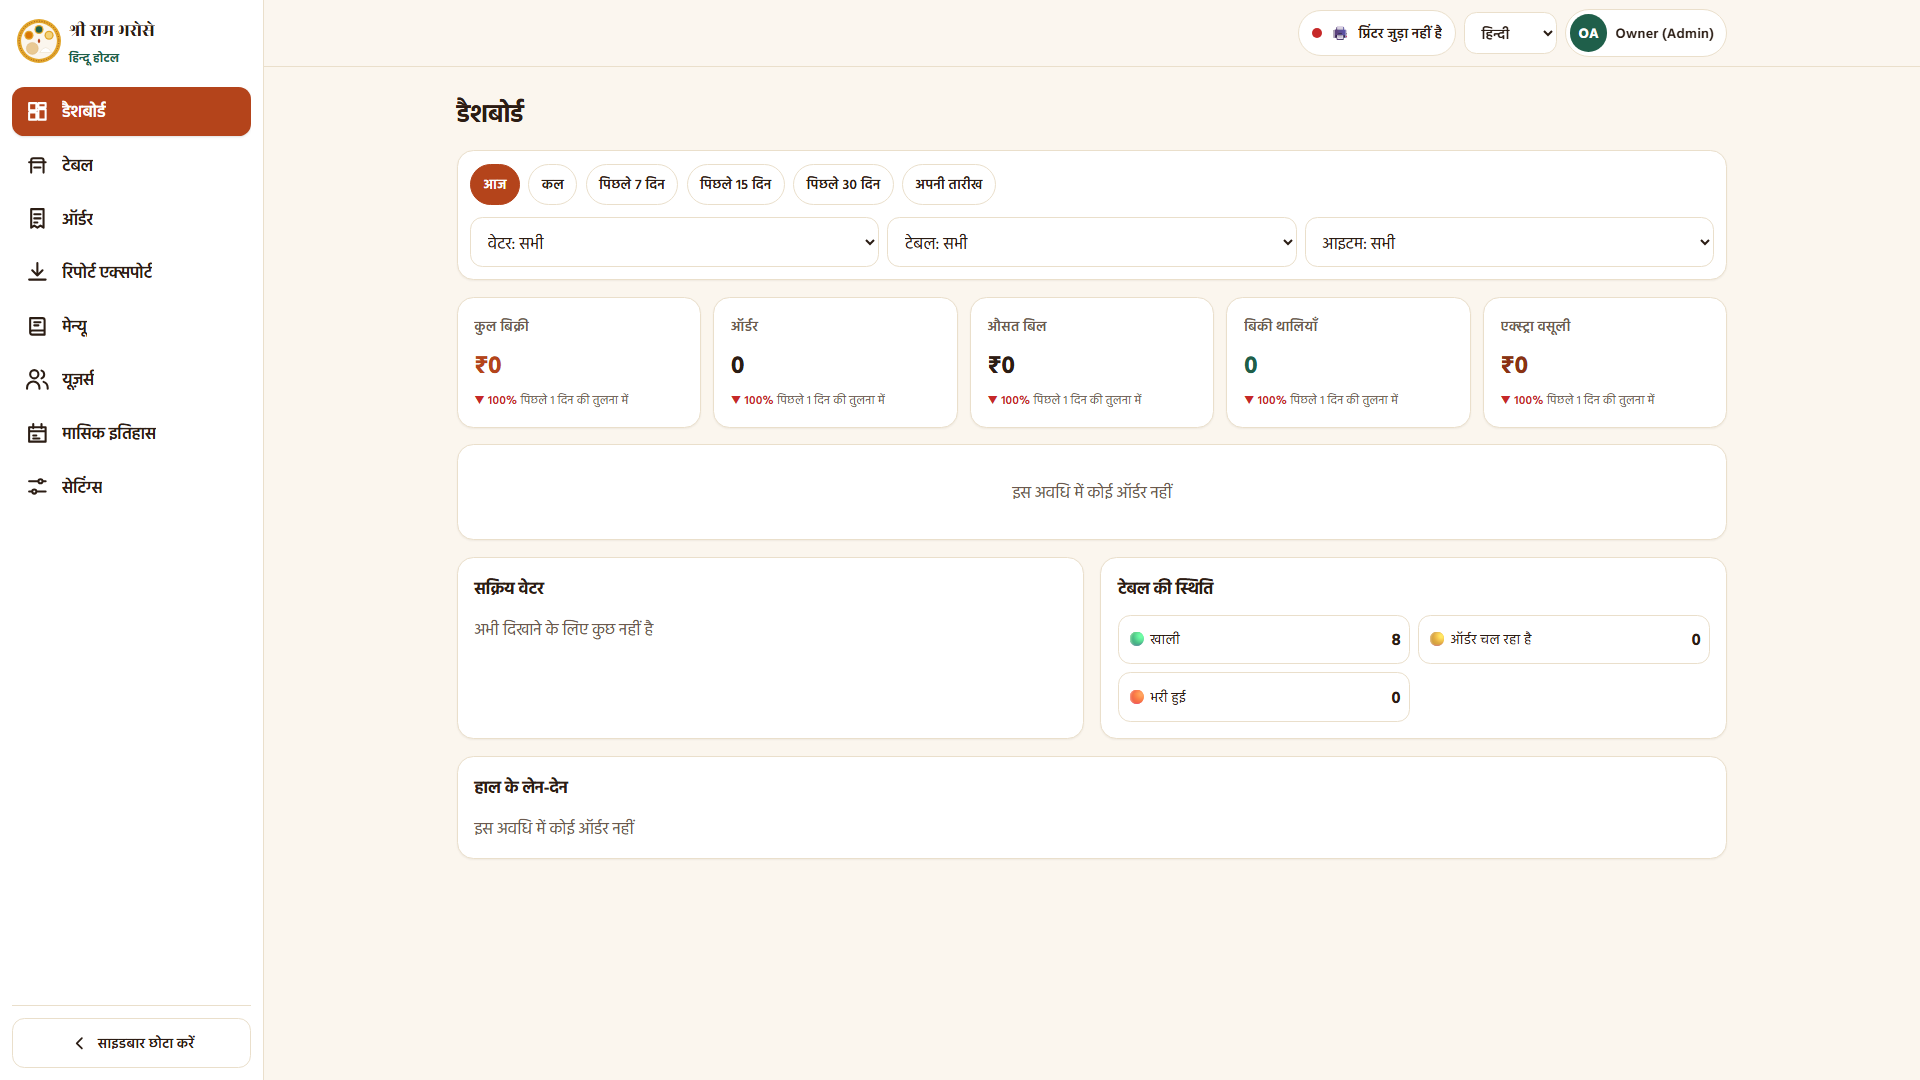 श्री राम भरोसे
हिन्दू होटल
डैशबोर्ड
टेबल
ऑर्डर
रिपोर्ट एक्सपोर्ट
मेन्यू
यूज़र्स
मासिक इतिहास
सेटिंग्स
साइडबार छोटा करें
प्रिंटर जुड़ा नहीं है
हिन्दी
OA Owner (Admin)
डैशबोर्ड
आज कल पिछले 7 दिन पिछले 15 दिन पिछले 30 दिन अपनी तारीख
वेटर: सभी टेबल: सभी आइटम: सभी
कुल बिक्री
₹0
▼ 100% पिछले 1 दिन की तुलना में
ऑर्डर
0
▼ 100% पिछले 1 दिन की तुलना में
औसत बिल
₹0
▼ 100% पिछले 1 दिन की तुलना में
बिकी थालियाँ
0
▼ 100% पिछले 1 दिन की तुलना में
एक्स्ट्रा वसूली
₹0
▼ 100% पिछले 1 दिन की तुलना में
इस अवधि में कोई ऑर्डर नहीं
सक्रिय वेटर
अभी दिखाने के लिए कुछ नहीं है
टेबल की स्थिति
खाली 8
ऑर्डर चल रहा है 0
भरी हुई 0
हाल के लेन-देन
इस अवधि में कोई ऑर्डर नहीं